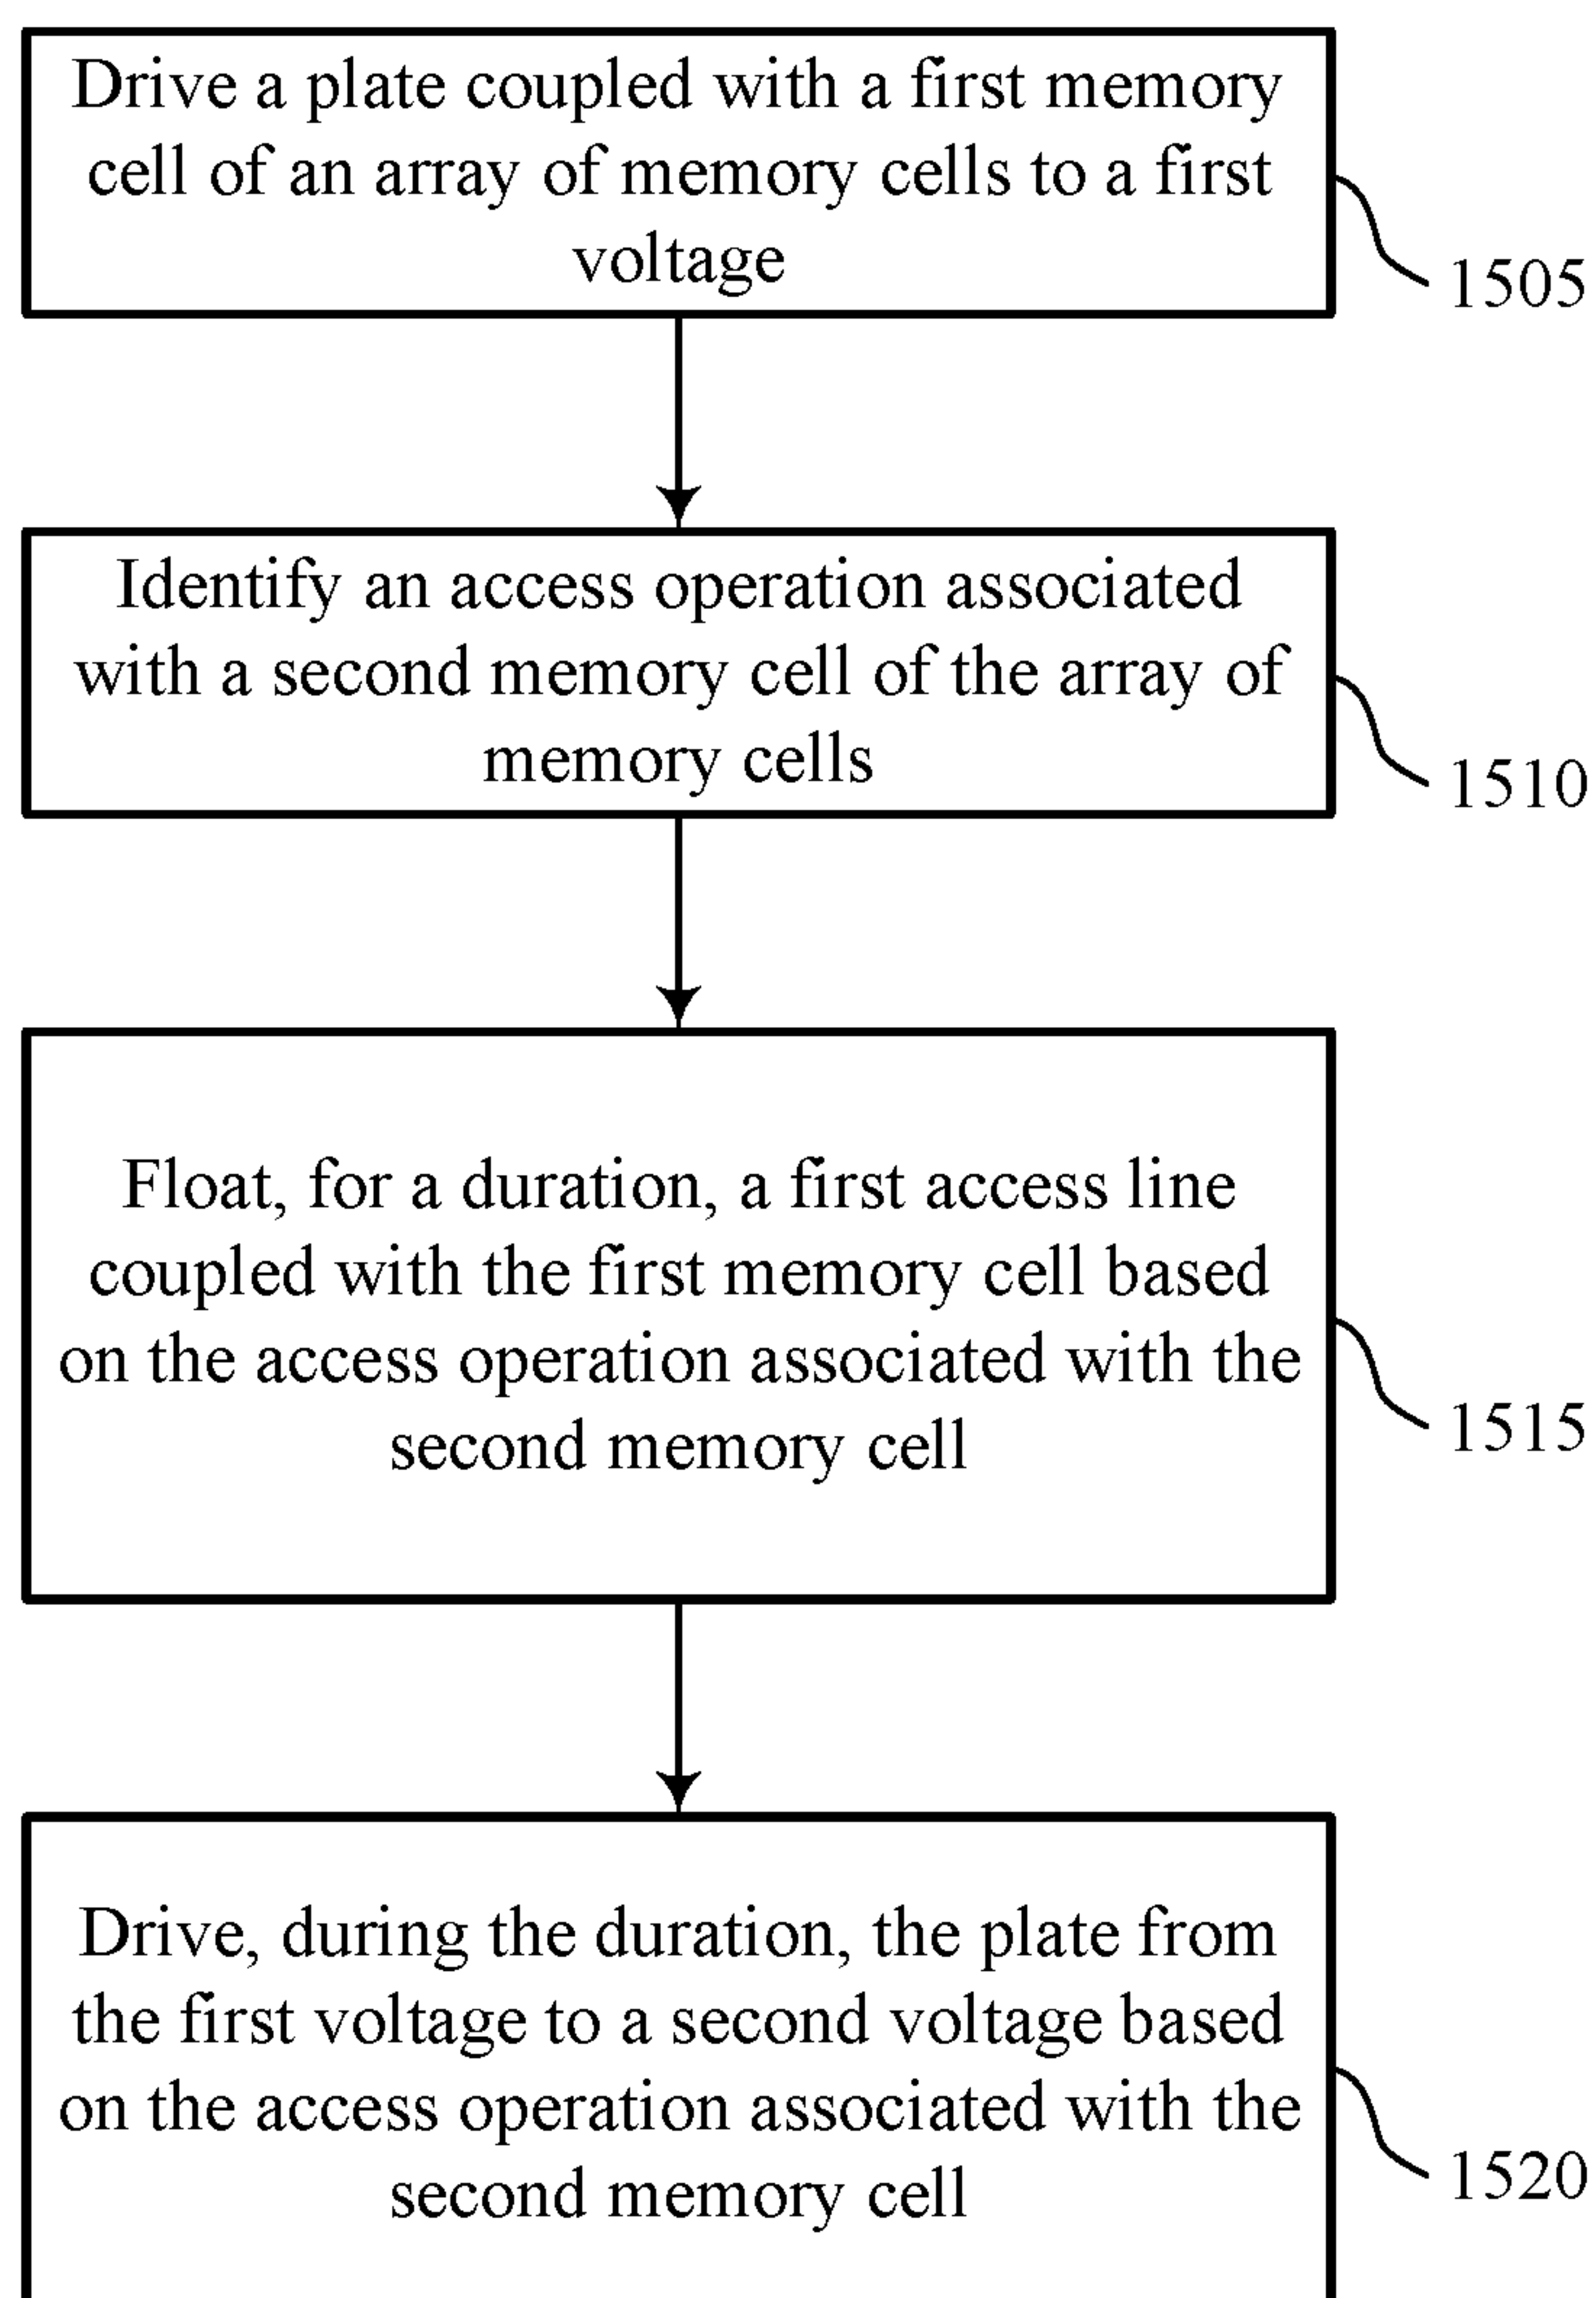 Drive a plate coupled with a first memory
cell of an array of memory cells to a first
voltage
1505
Identify an access operation associated
with a second memory cell of the array of
memory cells
1510
Float, for a duration, a first access line
coupled with the first memory cell based
on the access operation associated with the
second memory cell
1515
Drive, during the duration, the plate from
the first voltage to a second voltage based
on the access operation associated with the
second memory cell
1520